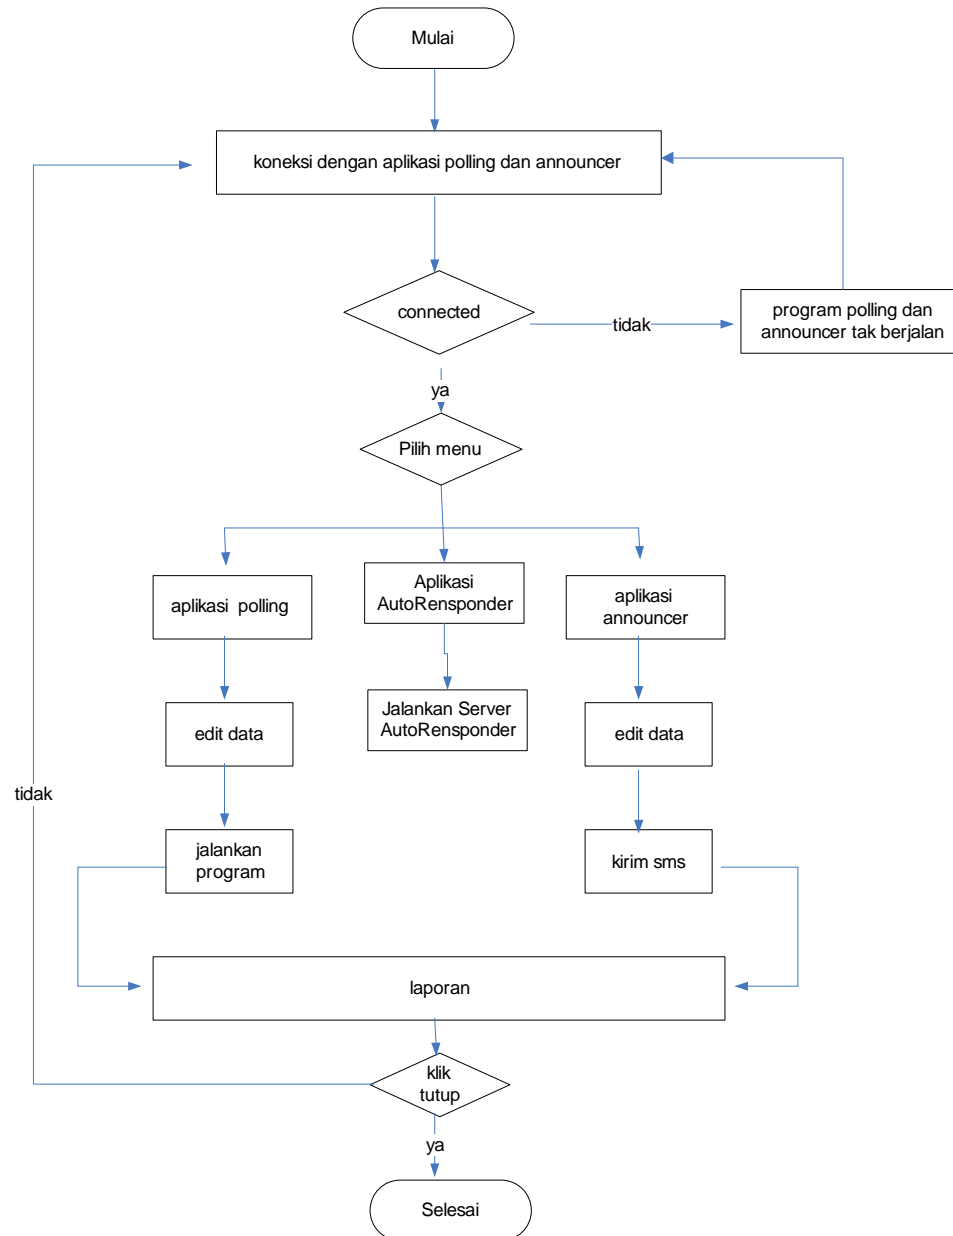 Mulai
koneksi dengan aplikasi polling dan announcer
connected
tidak
program polling dan
announcer tak berjalan
ya
Pilih menu
aplikasi  polling
Aplikasi
AutoRensponder
aplikasi
announcer
edit data
Jalankan Server
AutoRensponder
edit data
tidak
jalankan
program
kirim sms
laporan
klik
tutup
ya
Selesai